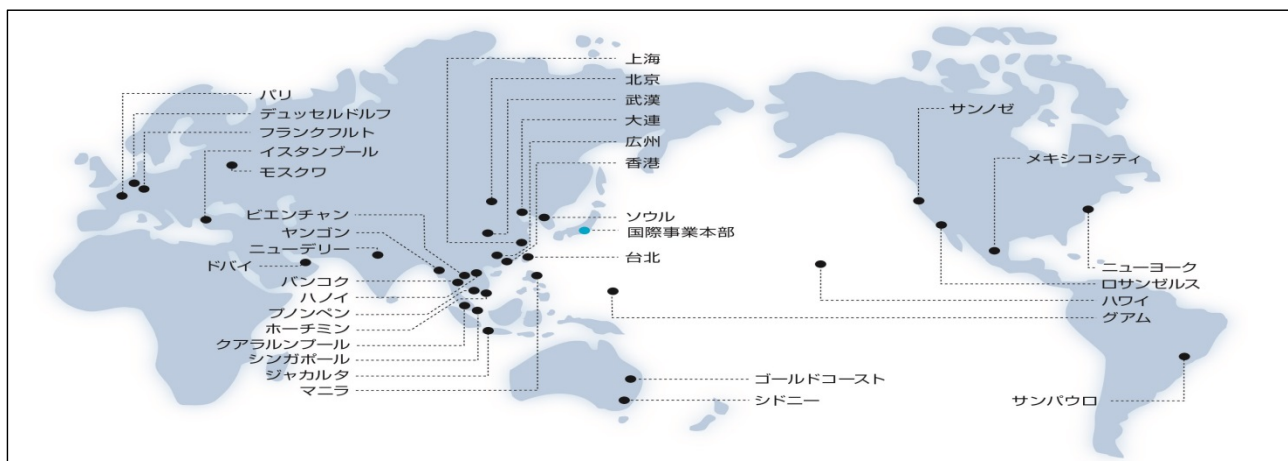 上海
北京
武漢
大連
広州
香港
パリ
デュッセルドルフ
フランクフルト
イスタンブール
モスクワ
ビエンチャン
ヤンゴン
ニューデリー
ドバイ
バンコク
ハノイ
プノンペン
ホーチミン
クアラルンプール
シンガポール
ジャカルタ
マニラ
ソウル
国際事業本部
台北
ゴールドコースト
シドニー
サンノゼ
メキシコシティ
ニューヨーク
ロサンゼルス
ハワイ
グアム
サンパウロ